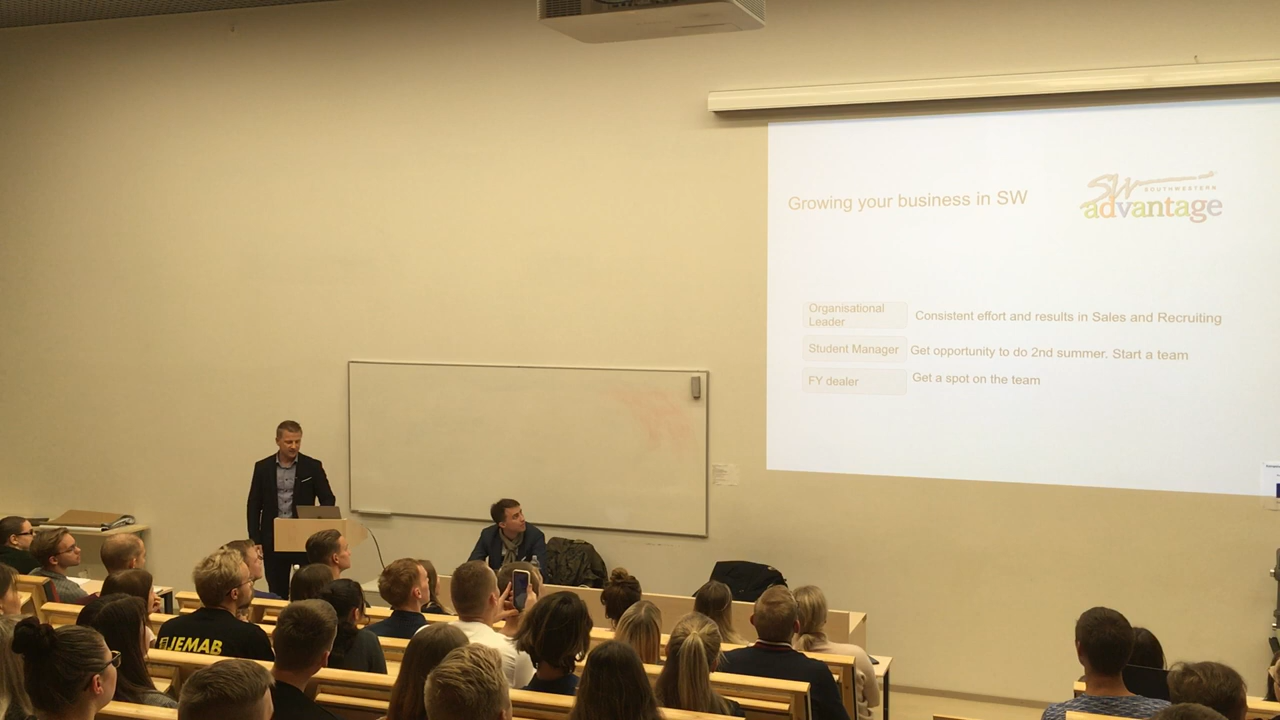 Growing your business in SW
SW SOUTHWESTERN
advantage
Organisational
Leader
Consistent effort and results in Sales and Recruiting
Student Manager
Get opportunity to do 2nd summer. Start a team
FY dealer
Get a spot on the team
JEMAB